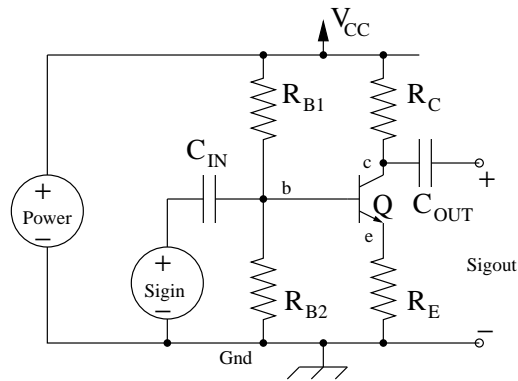 V_CC
R_B1
R_C
C_IN
c
+
b
+
Q
C_OUT
Power
−
+
e
Sigin
Sigout
−
R_B2
R_E
−
Gnd